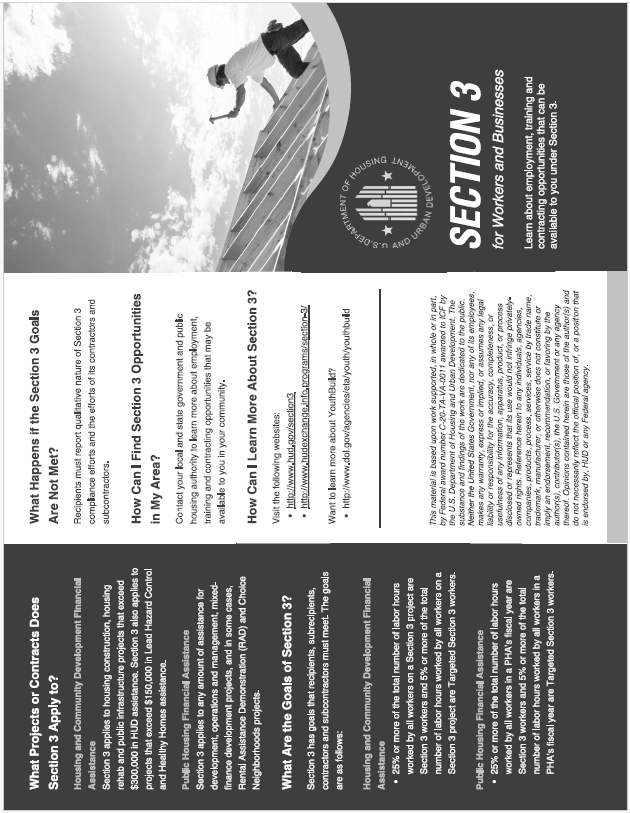 What Projects or Contracts Does
Section 3 Apply to?
Housing and Community Development Financial
Assistance
Section 3 applies to housing construction, housing
rehab and public infrastructure projects that exceed
$300,000 in HUD assistance. Section 3 also applies to
projects that exceed $150,000 in Lead Hazard Control
and Healthy Homes assistance.
Public Housing Financial Assistance
Section 3 applies to any amount of assistance for
development, operations and management, mixed-
finance development projects, and in some cases,
Rental Assistance Demonstration (RAD) and Choice
Neighborhoods projects.
What Are the Goals of Section 3?
Section 3 has goals that recipients, subrecipients,
contractors and subcontractors must meet. The goals
are as follows:
Housing and Community Development Financial
Assistance
• 25% or more of the total number of labor hours
worked by all workers on a Section 3 project are
Section 3 workers and 5% or more of the total
number of labor hours worked by all workers on a
Section 3 project are Targeted Section 3 workers.
Public Housing Financial Assistance
• 25% or more of the total number of labor hours
worked by all workers in a PHA's fiscal year are
Section 3 workers and 5% or more of the total
number of labor hours worked by all workers in a
PHA's fiscal year are Targeted Section 3 workers.
What Happens if the Section 3 Goals
Are Not Met?
Recipients must report qualitative nature of Section 3
compliance efforts and the efforts of its contractors and
subcontractors.
How Can I Find Section 3 Opportunities
in My Area?
Contact your local and state government and public
housing authority to learn more about employment,
training and contracting opportunities that may be
available to you in your community.
How Can I Learn More About Section 3?
Visit the following websites:
• http://www.hud.gov/section3
• http://www.hudexchange.info.programs/section-3/
Want to learn more about YouthBuild?
• http://www.dol.gov/agencies/eta/youth/youthbuild
This material is based upon work supported, in whole or in part,
by Federal award number C-20-TA-VA-0011 awarded to ICF by
the U.S. Department of Housing and Urban Development. The
substance and findings of the work are dedicated to the public.
Neither the United States Government, nor any of its employees,
makes any warranty, express or implied, or assumes any legal
liability or responsibility for the accuracy, completeness, or
usefulness of any information, apparatus, product, or process
disclosed or represents that its use would not infringe privately-
owned rights. Reference herein to any individuals, agencies,
companies, products, process, services, service by trade name,
trademark, manufacturer, or otherwise does not constitute or
imply an endorsement, recommendation, or favoring by the
author(s), contributor(s), the U.S. Government or any agency
thereof. Opinions contained herein are those of the author(s) and
do not necessarily reflect the official position of, or a position that
is endorsed by, HUD or any Federal agency.
U.S. DEPARTMENT OF HOUSING AND URBAN DEVELOPMENT
SECTION 3
for Workers and Businesses
Learn about employment, training and
contracting opportunities that can be
available to you under Section 3.